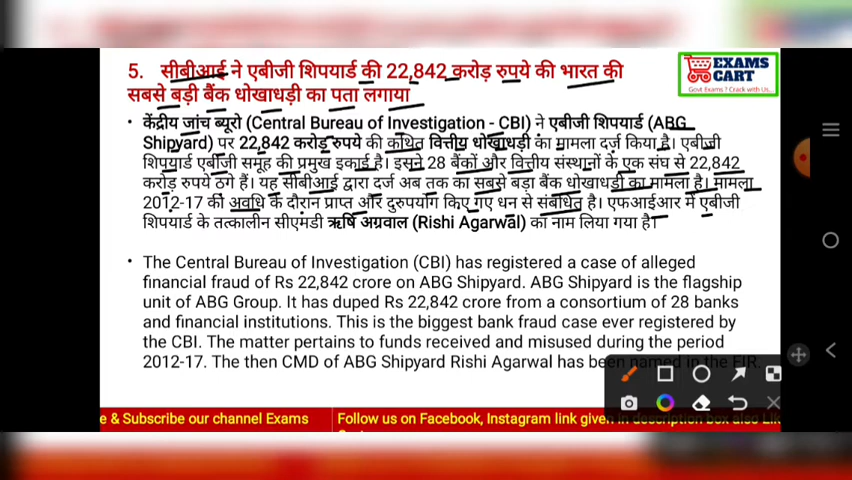 5. सीबीआई ने एबीजी शिपयार्ड की 22,842 करोड़ रुपये की भारत की
सबसे बड़ी बैंक धोखाधड़ी का पता लगाया
EXAMS
CART
Govt Exams ? Crack with Us...
• केंद्रीय जांच ब्यूरो (Central Bureau of Investigation - CBI) ने एबीजी शिपयार्ड (ABG
Shipyard) पर 22,842 करोड़ रुपये की कथित वित्तीय धोखाधड़ी का मामला दर्ज किया है। एबीजी
शिपयार्ड एबीजी समूह की प्रमुख इकाई है। इसने 28 बैंकों और वित्तीय संस्थानों के एक संघ से 22,842
करोड़ रुपये ठगे हैं। यह सीबीआई द्वारा दर्ज अब तक का सबसे बड़ा बैंक धोखाधड़ी का मामला है। मामला
2012-17 की अवधि के दौरान प्राप्त और दुरुपयोग किए गए धन से संबंधित है। एफआईआर में एबीजी
शिपयार्ड के तत्कालीन सीएमडी ऋषि अग्रवाल (Rishi Agarwal) का नाम लिया गया है।
• The Central Bureau of Investigation (CBI) has registered a case of alleged
financial fraud of Rs 22,842 crore on ABG Shipyard. ABG Shipyard is the flagship
unit of ABG Group. It has duped Rs 22,842 crore from a consortium of 28 banks
and financial institutions. This is the biggest bank fraud case ever registered by
the CBI. The matter pertains to funds received and misused during the period
2012-17. The then CMD of ABG Shipyard Rishi Agarwal has been named in the FIR.
e & Subscribe our channel Exams
Follow us on Facebook, Instagram link given in description box also Lik